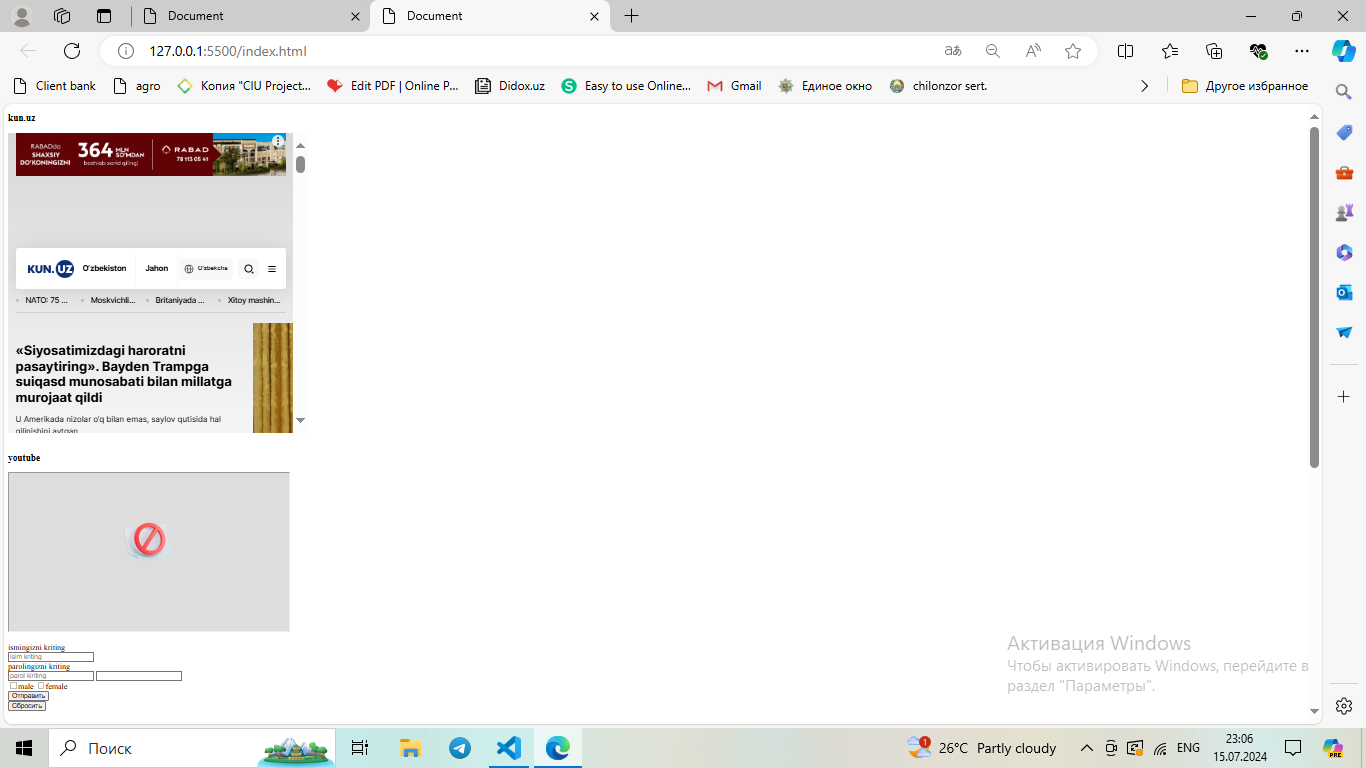 Document
Document
127.0.0.1:5500/index.html
Client bank
agro
Копия "CIU Project...
Edit PDF | Online P...
Didox.uz
Easy to use Online...
Gmail
Единое окно
chilonzor sert.
Другое избранное
kun.uz
RABADda
SHAXSIY
DO'KONINGIZNI
364 MLN SO'MDAN
boshlab xarid qiling!
RABAD
78 113 05 41
KUN.UZ O'zbekiston Jahon O'zbekcha
NATO: 75 ... Moskvichli... Britaniyada ... Xitoy mashin...
«Siyosatimizdagi haroratni
pasaytiring». Bayden Trampga
suiqasd munosabati bilan millatga
murojaat qildi
U Amerikada nizolar o'q bilan emas, saylov qutisida hal
qilinishini aytgan.
youtube
ismingizni kriting
isim kriting
parolingizni kriting
parol kriting
male female
Отправить
Сбросить
Активация Windows
Чтобы активировать Windows, перейдите в
раздел "Параметры".
Поиск
1
26°C Partly cloudy
ENG
23:06
15.07.2024
PRE